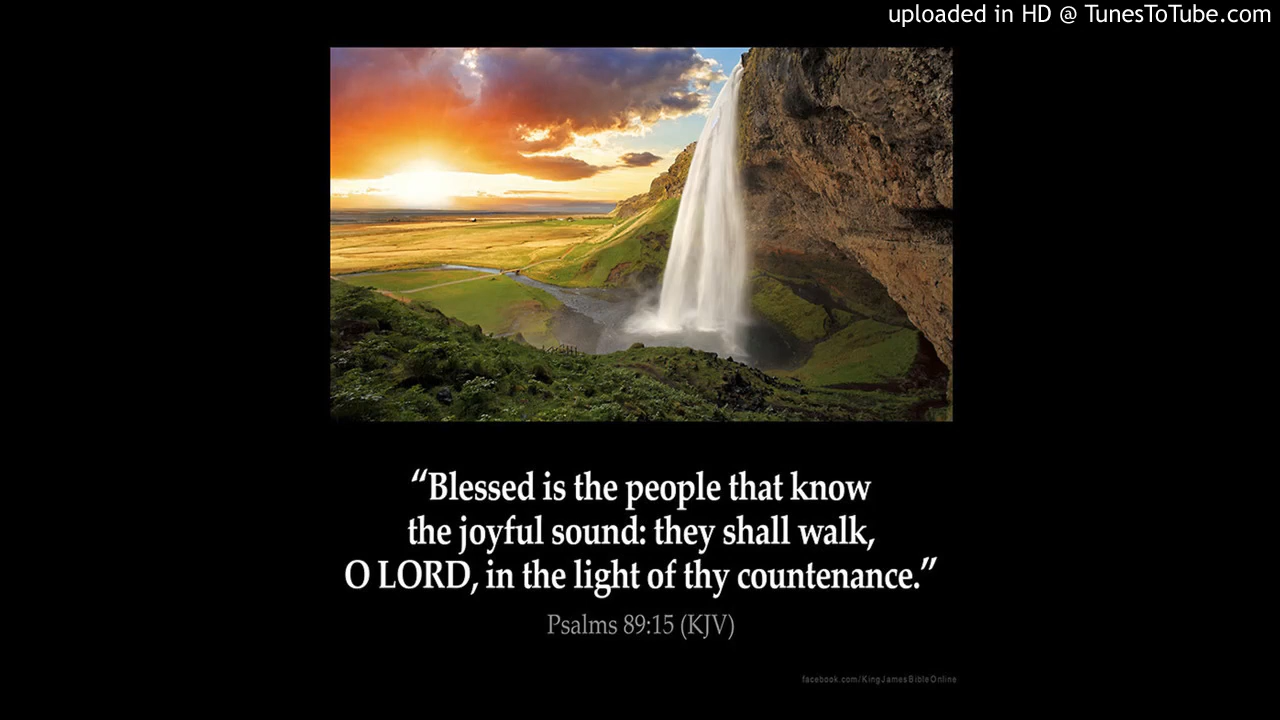 uploaded in HD @ TunesToTube.com
“Blessed is the people that know
the joyful sound: they shall walk,
O LORD, in the light of thy countenance.”
Psalms 89:15 (KJV)
facebook.com/KingJamesBibleOnline